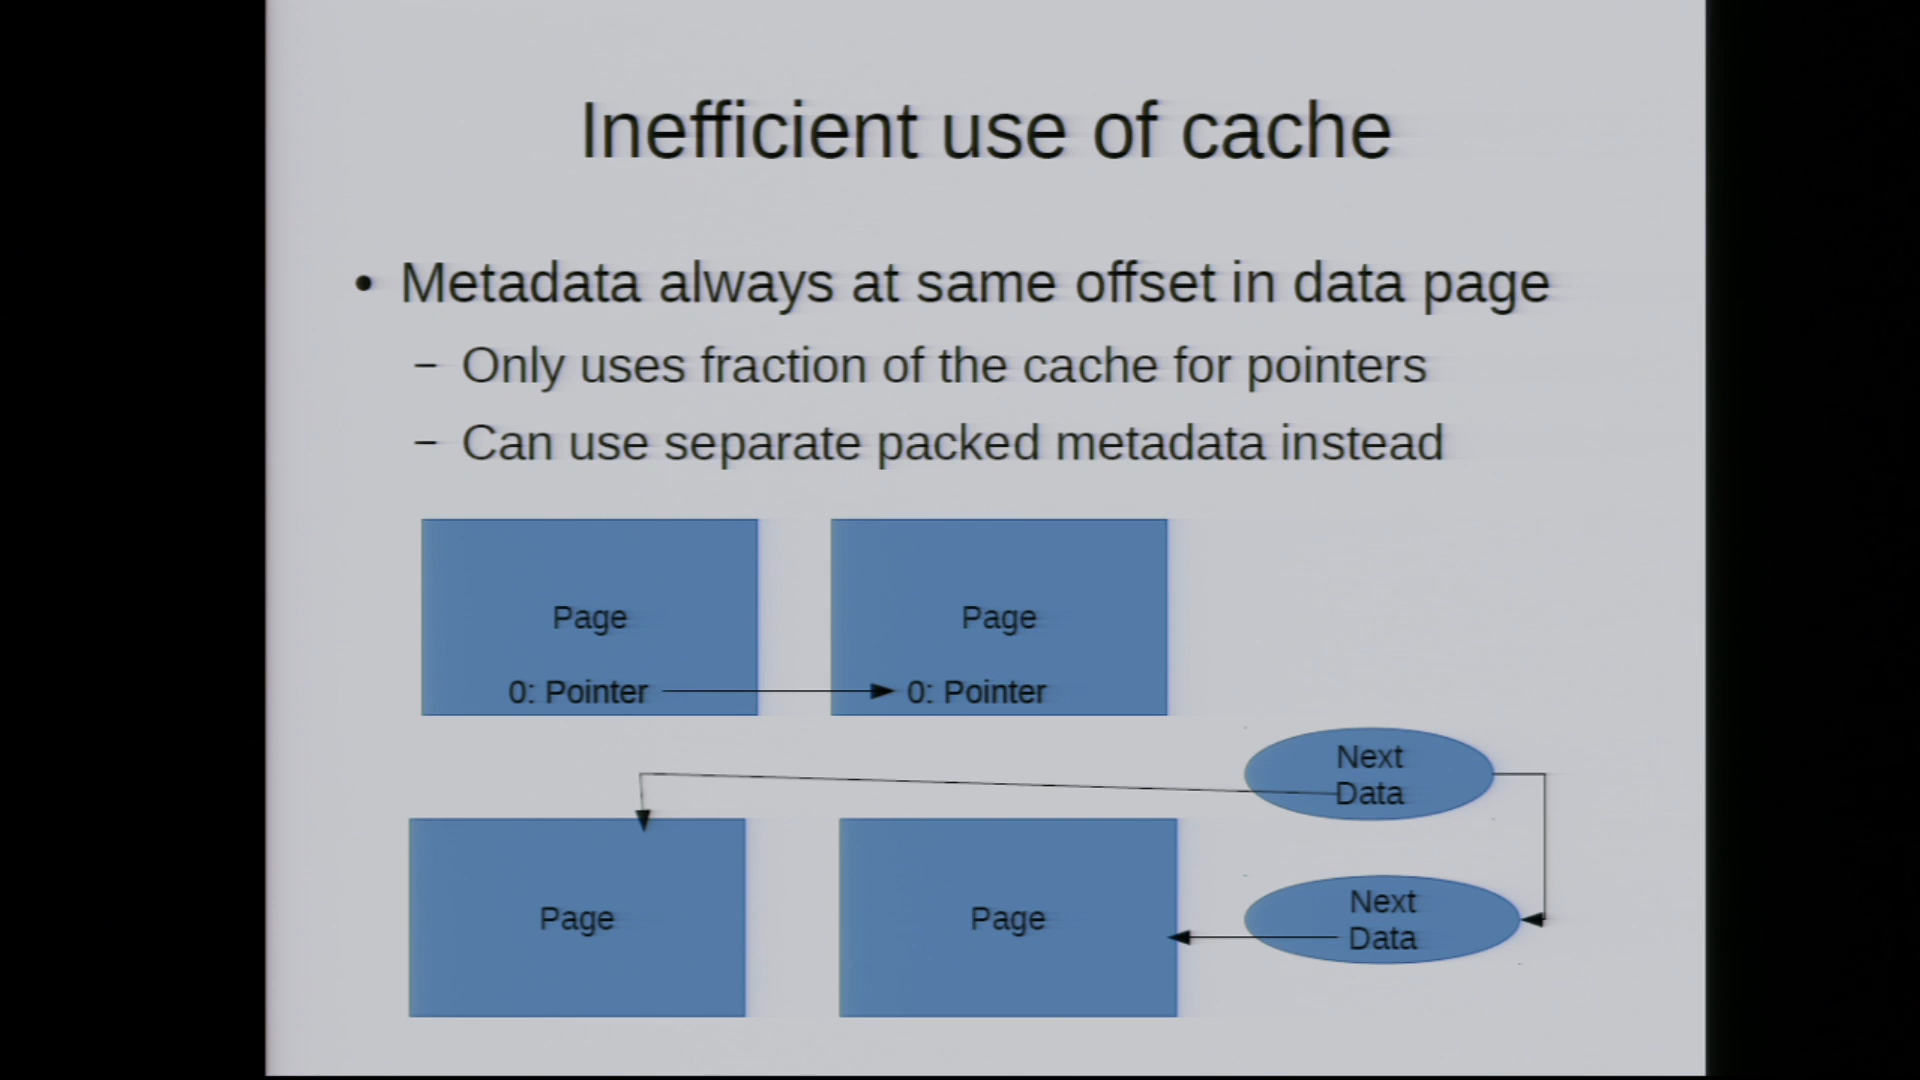 Inefficient use of cache
• Metadata always at same offset in data page
– Only uses fraction of the cache for pointers
– Can use separate packed metadata instead
Page
Page
0: Pointer
0: Pointer
Next
Data
Page
Page
Next
Data